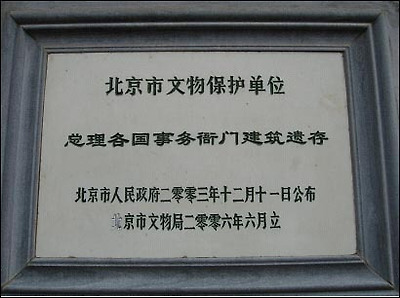 北京市文物保护单位
总理各国事务衙门建筑遗存
北京市人民政府二零零三年十二月十一日公布
北京市文物局二零零六年六月立